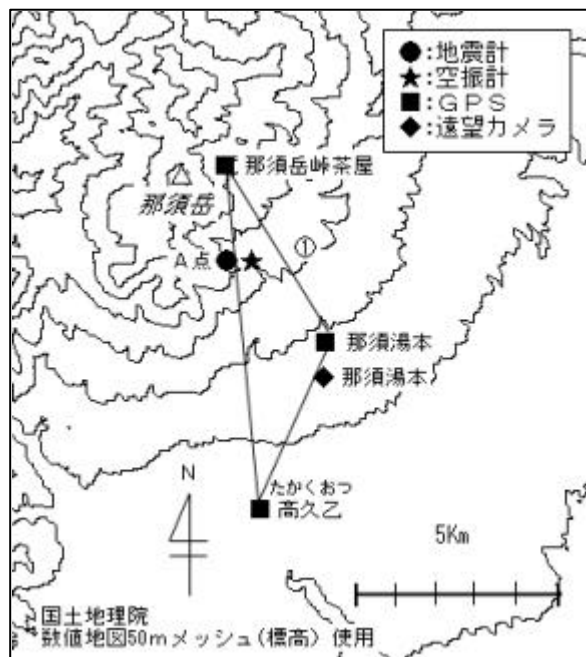 ●:地震計
★:空振計
■:GPS
◆:遠望カメラ
那須岳峠茶屋
那須岳
A点
①
那須湯本
那須湯本
たかくおつ
高久乙
N
5Km
国土地理院
数値地図50mメッシュ(標高) 使用